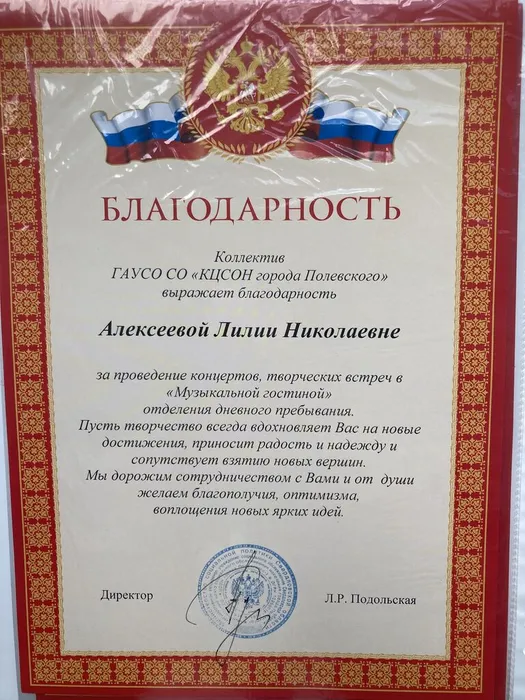 БЛАГОДАРНОСТЬ
Коллектив
ГАУСО СО «КЦСОН города Полевского»
выражает благодарность
Алексеевой Лилии Николаевне
за проведение концертов, творческих встреч в
«Музыкальной гостиной»
отделения дневного пребывания.
Пусть творчество всегда вдохновляет Вас на новые
достижения, приносит радость и надежду и
сопутствует взятию новых вершин.
Мы дорожим сотрудничеством с Вами и от души
желаем благополучия, оптимизма,
воплощения новых ярких идей.
Директор
Л.Р. Подольская